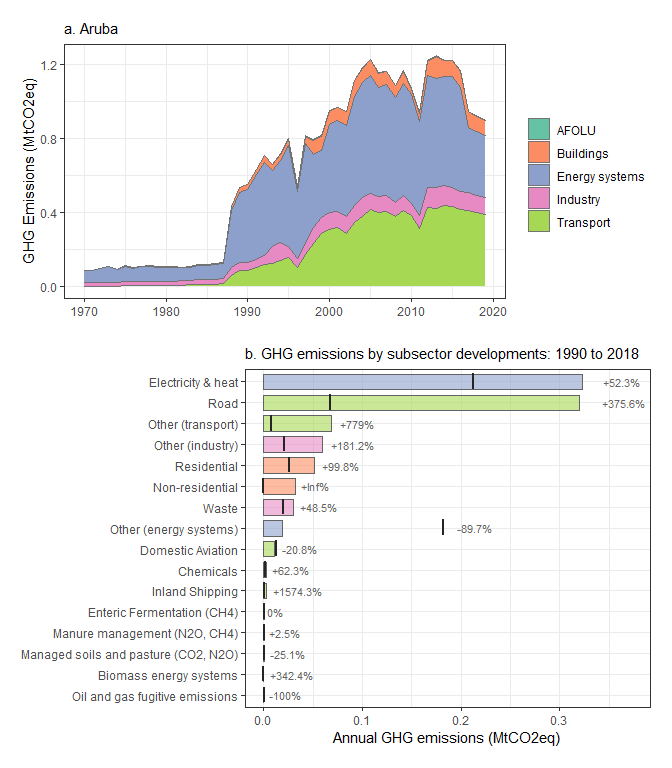 a. Aruba
GHG Emissions (MtCO2eq)
1.2
0.8
0.4
0.0
1970
1980
1990
2000
2010
2020
AFOLU
Buildings
Energy systems
Industry
Transport
b. GHG emissions by subsector developments: 1990 to 2018
Electricity & heat +52.3%
Road +375.6%
Other (transport) +779%
Other (industry) +181.2%
Residential +99.8%
Non-residential +Inf%
Waste +48.5%
Other (energy systems) -89.7%
Domestic Aviation -20.8%
Chemicals +62.3%
Inland Shipping +1574.3%
Enteric Fermentation (CH4) 0%
Manure management (N2O, CH4) +2.5%
Managed soils and pasture (CO2, N2O) -25.1%
Biomass energy systems +342.4%
Oil and gas fugitive emissions -100%
0.0
0.1
0.2
0.3
Annual GHG emissions (MtCO2eq)